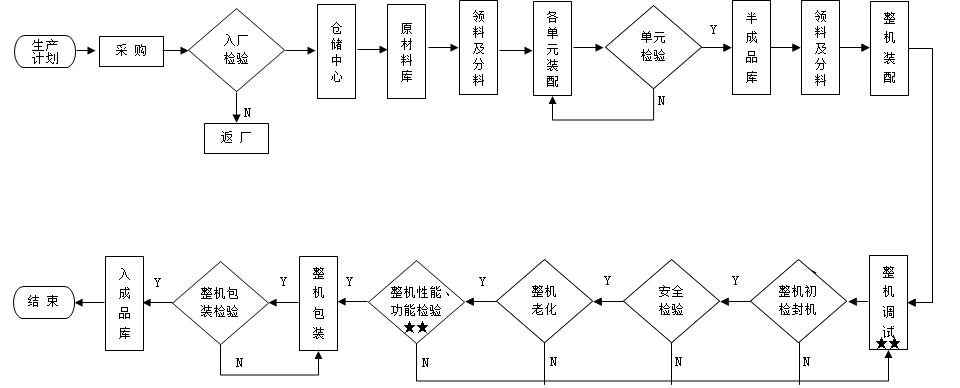 生产
计划
采 购
入厂
检验
N
返 厂
仓储中心
原材料库
领料及分料
各单元装配
单元
检验
Y
N
半成品库
领料及分料
整机装配
整机调试
★★
整机初
检封机
Y
N
安全
检验
Y
N
整机
老化
Y
N
整机性能、
功能检验
★★
Y
N
整机包装
Y
整机包
装检验
N
Y
入成品库
结 束